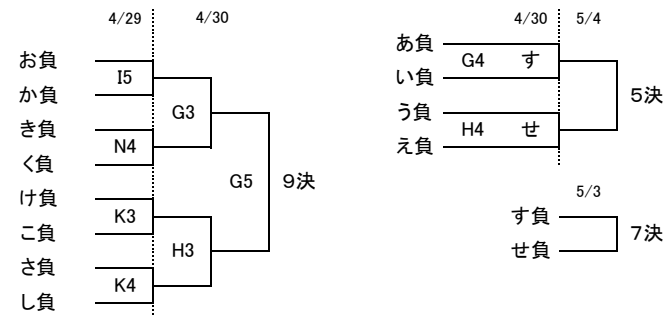 4/29 4/30
お負
か負
き負
く負
け負
こ負
さ負
し負
I5
N4
K3
K4
G3
H3
G5 9決
4/30 5/4
あ負
い負
う負
え負
G4 す
H4 せ
5決
5/3
す負
せ負
7決